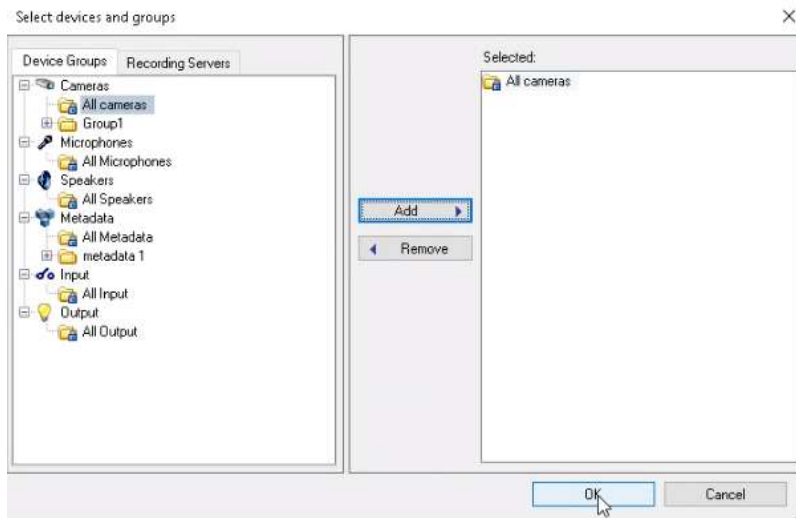 Select devices and groups
Device Groups
Recording Servers
Cameras
All cameras
Group1
Microphones
All Microphones
Speakers
All Speakers
Metadata
All Metadata
metadata 1
Input
All Input
Output
All Output
Add
Remove
Selected:
All cameras
OK
Cancel